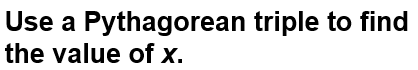 Use a Pythagorean triple to find
the value of x.